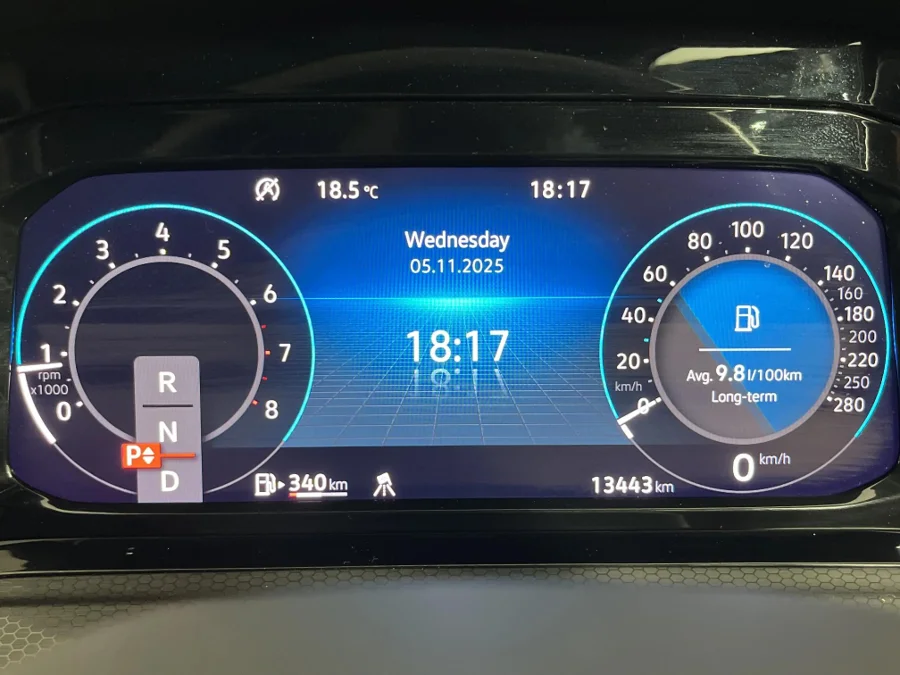 18.5 °C
18:17
Wednesday
05.11.2025
18:17
0
1
2
3
4
5
6
7
8
rpm
x1000
R
N
P
D
340 km
0
20
40
60
80
100
120
140
160
180
200
220
250
280
km/h
Avg. 9.8 l/100km
Long-term
0 km/h
13443 km